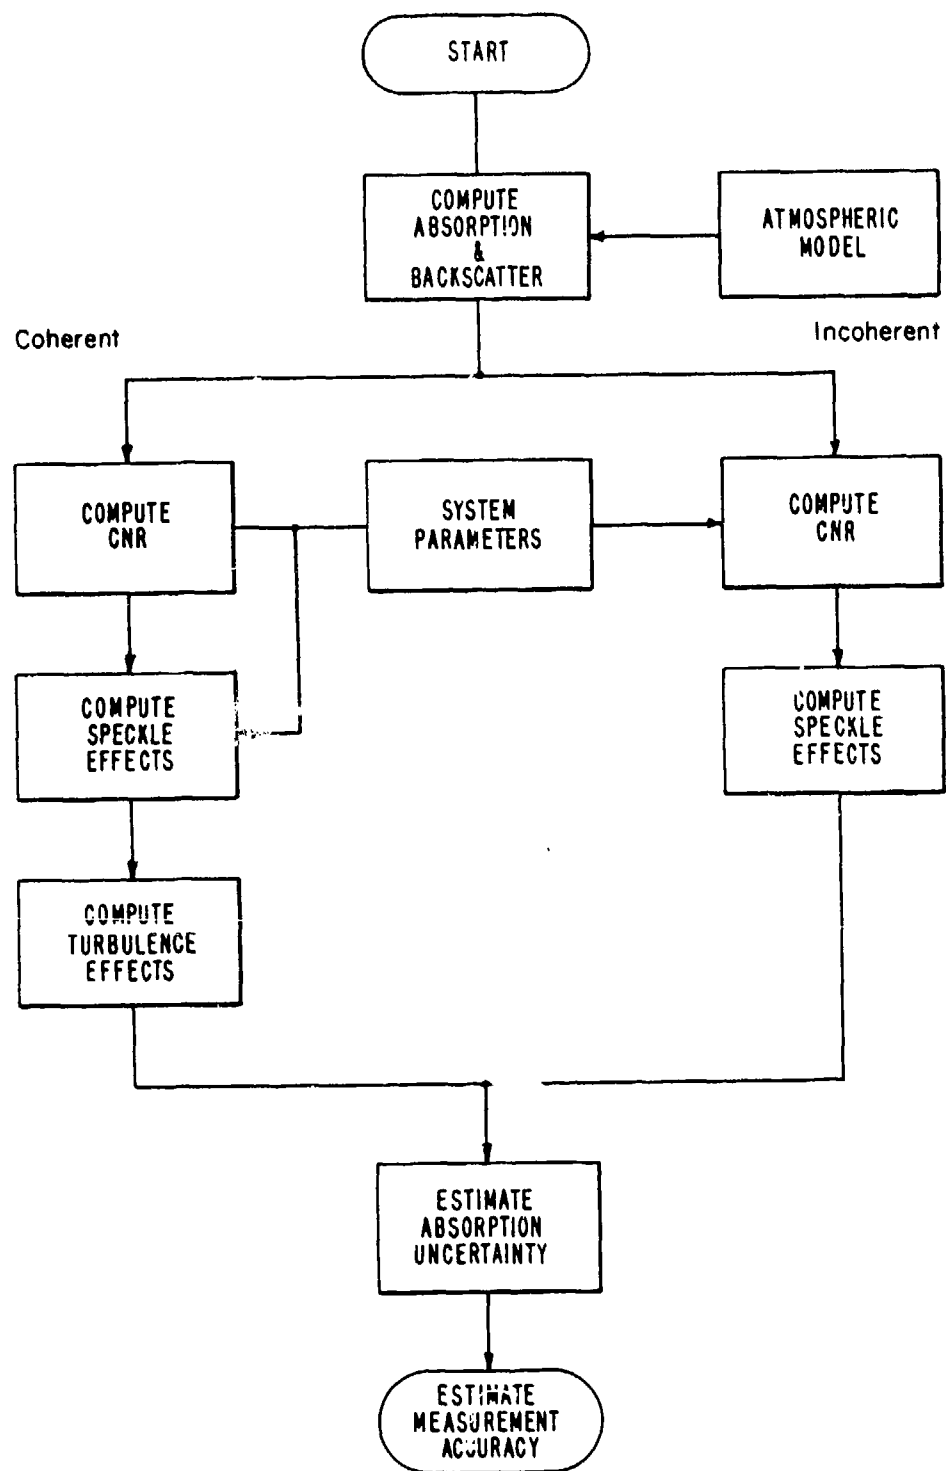 START
COMPUTE
ABSORPTION
&
BACKSCATTER
ATMOSPHERIC
MODEL
Coherent
Incoherent
COMPUTE
CNR
SYSTEM
PARAMETERS
COMPUTE
CNR
COMPUTE
SPECKLE
EFFECTS
COMPUTE
SPECKLE
EFFECTS
COMPUTE
TURBULENCE
EFFECTS
ESTIMATE
ABSORPTION
UNCERTAINTY
ESTIMATE
MEASUREMENT
ACCURACY